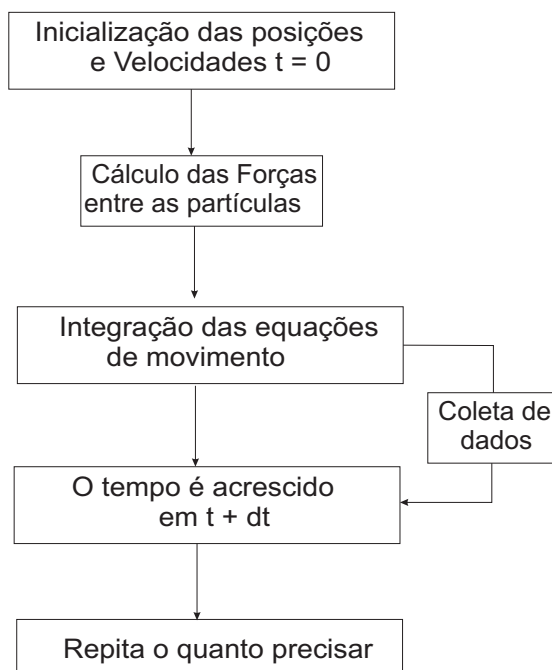 Inicialização das posições
e Velocidades t = 0
Cálculo das Forças
entre as partículas
Integração das equações
de movimento
Coleta de
dados
O tempo é acrescido
em t + dt
Repita o quanto precisar